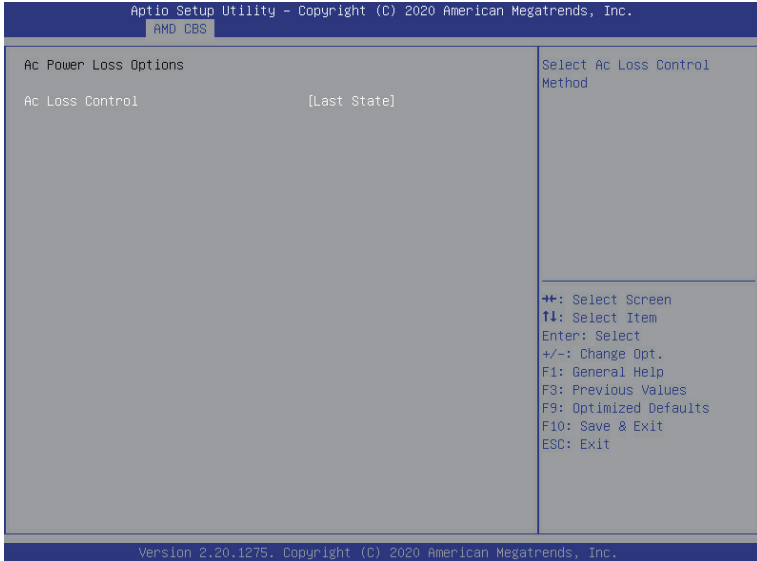 Aptio Setup Utility – Copyright (C) 2020 American Megatrends, Inc.
AMD CBS
Ac Power Loss Options
Ac Loss Control [Last State]
Select Ac Loss Control
Method
→←: Select Screen
↑↓: Select Item
Enter: Select
+/-: Change Opt.
F1: General Help
F3: Previous Values
F9: Optimized Defaults
F10: Save & Exit
ESC: Exit
Version 2.20.1275. Copyright (C) 2020 American Megatrends, Inc.